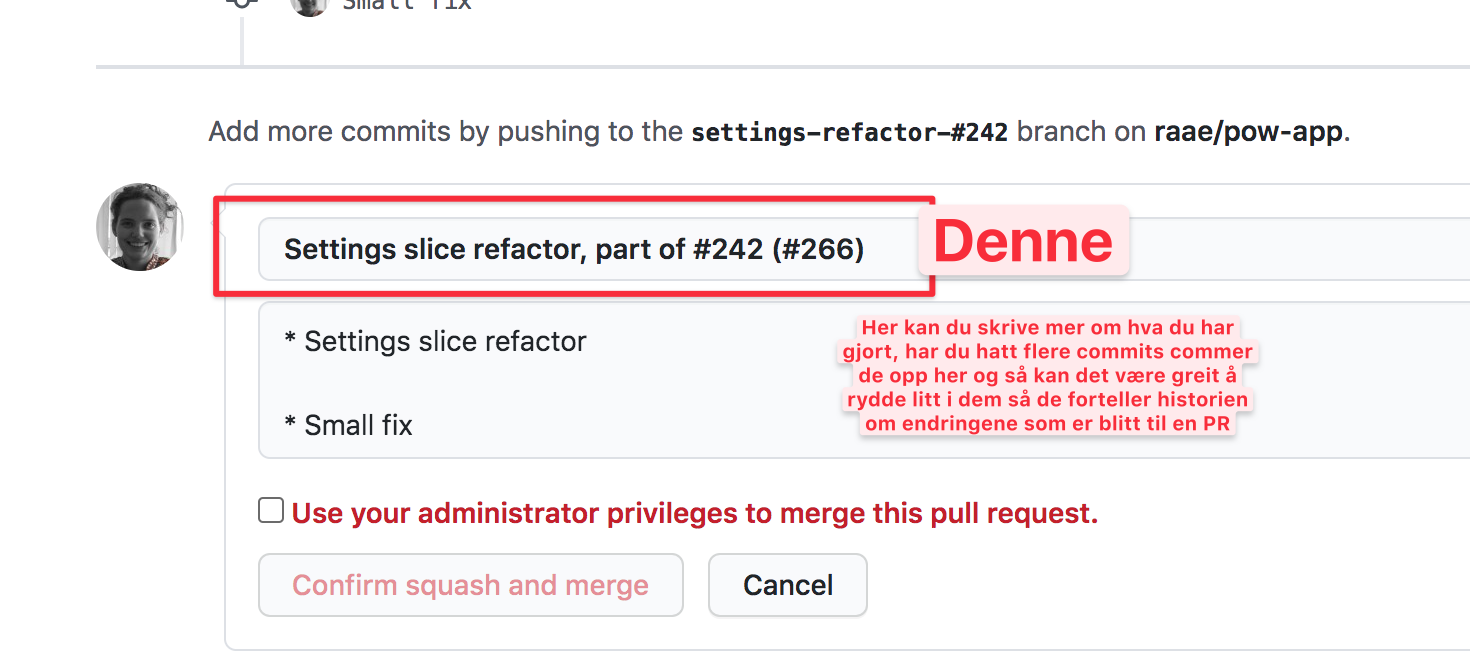 Small fix
Add more commits by pushing to the settings-refactor-#242 branch on raae/pow-app.
Settings slice refactor, part of #242 (#266)
Denne
* Settings slice refactor
* Small fix
Her kan du skrive mer om hva du har
gjort, har du hatt flere commits commer
de opp her og så kan det være greit å
rydde litt i dem så de forteller historien
om endringene som er blitt til en PR
Use your administrator privileges to merge this pull request.
Confirm squash and merge
Cancel